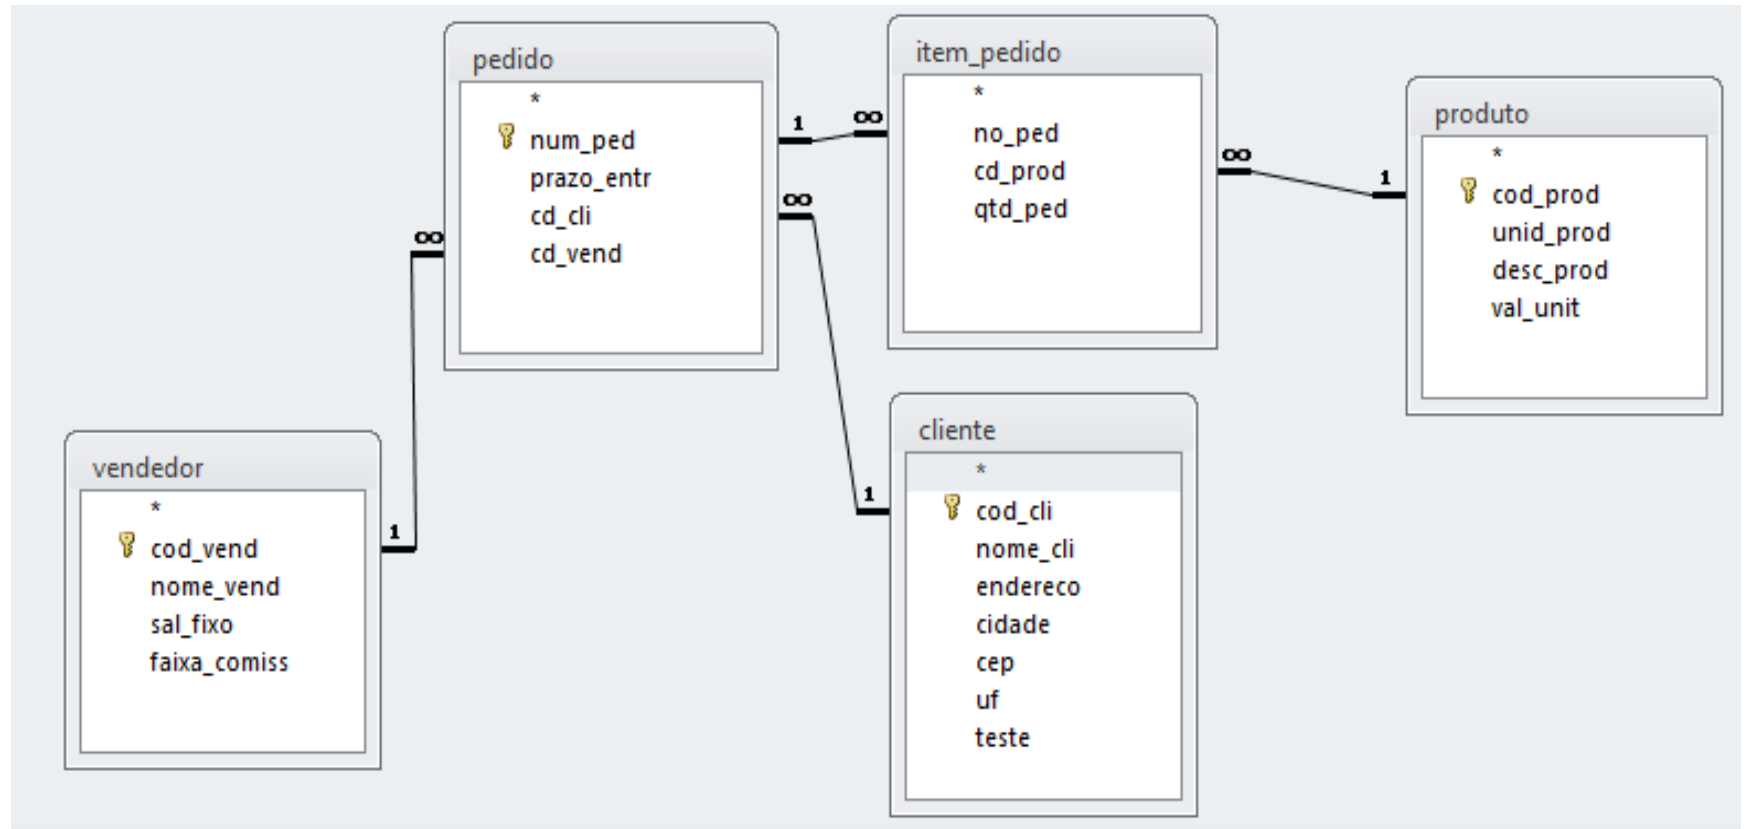 pedido
*
num_ped
prazo_entr
cd_cli
cd_vend
item_pedido
*
no_ped
cd_prod
qtd_ped
produto
*
cod_prod
unid_prod
desc_prod
val_unit
1
∞
∞
1
∞
∞
1
1
vendedor
*
cod_vend
nome_vend
sal_fixo
faixa_comiss
cliente
*
cod_cli
nome_cli
endereco
cidade
cep
uf
teste